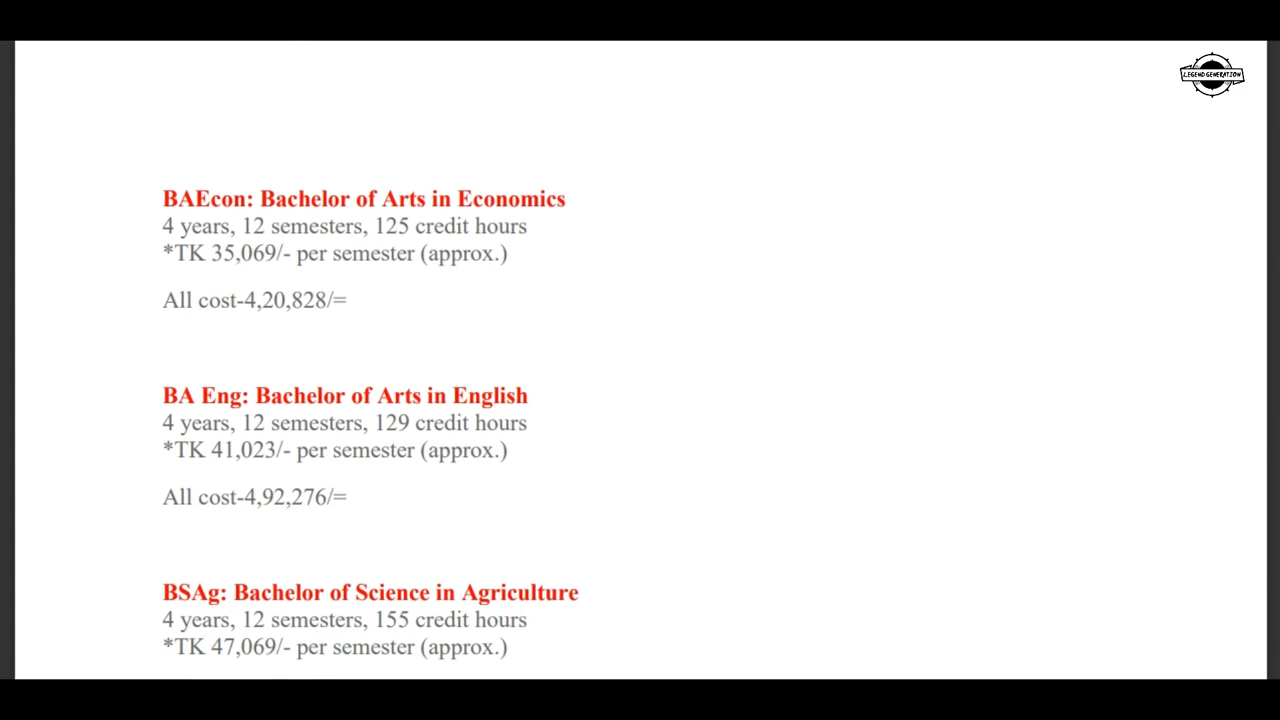 LEGEND GENERATION
BAEcon: Bachelor of Arts in Economics
4 years, 12 semesters, 125 credit hours
*TK 35,069/- per semester (approx.)
All cost-4,20,828/=
BA Eng: Bachelor of Arts in English
4 years, 12 semesters, 129 credit hours
*TK 41,023/- per semester (approx.)
All cost-4,92,276/=
BSAg: Bachelor of Science in Agriculture
4 years, 12 semesters, 155 credit hours
*TK 47,069/- per semester (approx.)